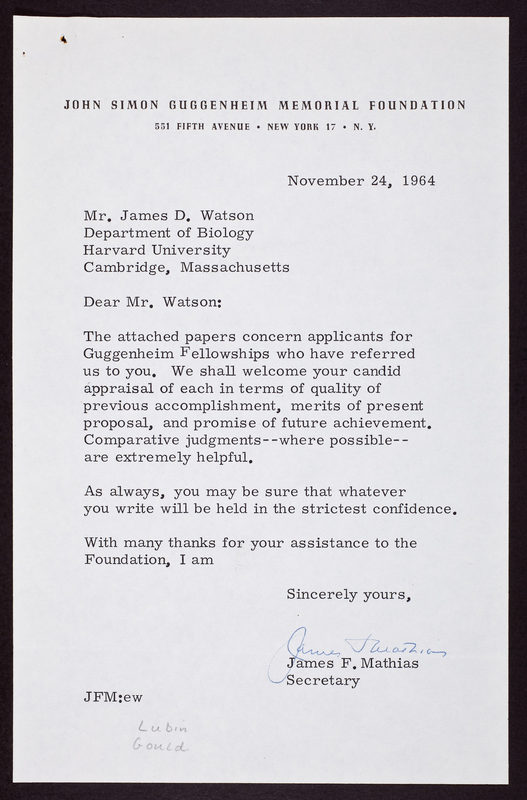 JOHN SIMON GUGGENHEIM MEMORIAL FOUNDATION
551 FIFTH AVENUE • NEW YORK 17 • N. Y.
November 24, 1964
Mr. James D. Watson
Department of Biology
Harvard University
Cambridge, Massachusetts
Dear Mr. Watson:
The attached papers concern applicants for
Guggenheim Fellowships who have referred
us to you. We shall welcome your candid
appraisal of each in terms of quality of
previous accomplishment, merits of present
proposal, and promise of future achievement.
Comparative judgments--where possible--
are extremely helpful.
As always, you may be sure that whatever
you write will be held in the strictest confidence.
With many thanks for your assistance to the
Foundation, I am
Sincerely yours,
James F. Mathias
James F. Mathias
Secretary
JFM:ew
Lubin
Gould